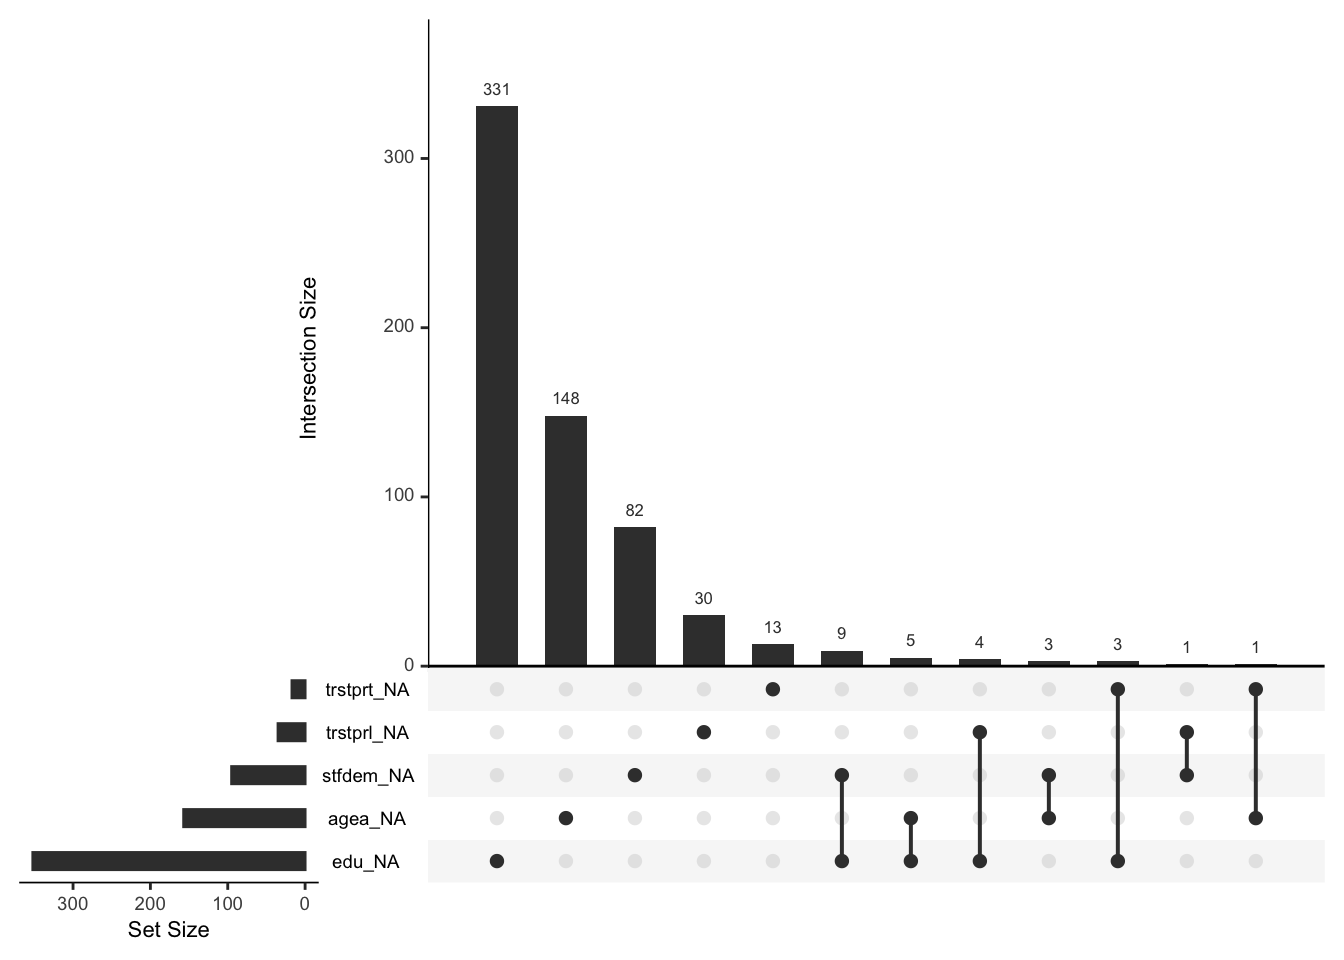 331
300
148
200
Intersection Size
100
82
30
13
9
5
4
3
3
1
1
0
trstprt_NA
trstprl_NA
stfdem_NA
agea_NA
edu_NA
300 200 100 0
Set Size